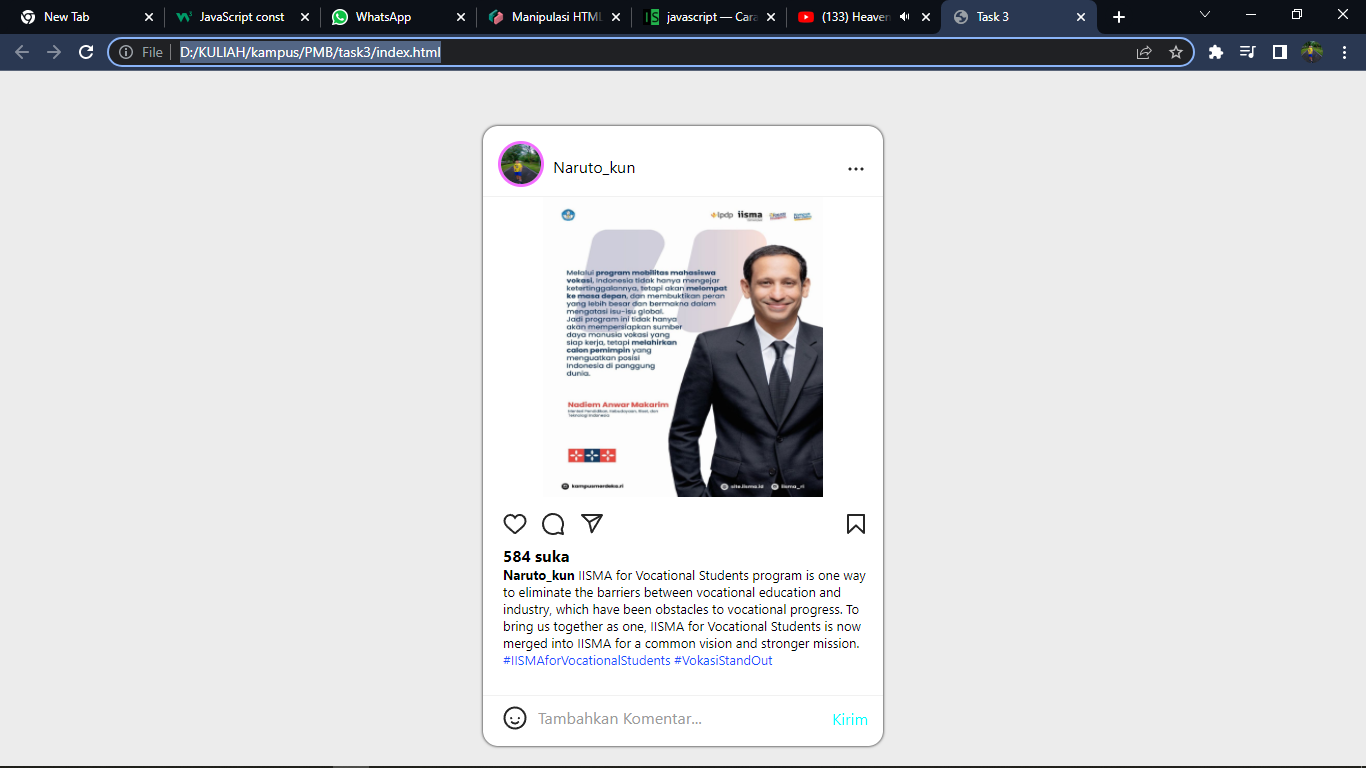 New Tab
JavaScript const
WhatsApp
Manipulasi HTML
javascript — Cara
(133) Heaven
Task 3
File
D:/KULIAH/kampus/PMB/task3/index.html
Naruto_kun
lpdp iisma
Melalui program mobilitas mahasiswa
vokasi, Indonesia tidak hanya mengejar
ketertinggalannya, tetapi akan melompat
ke masa depan, dan membuktikan peran
yang lebih besar dan bermakna dalam
mengatasi isu-isu global.
Jadi program ini tidak hanya
akan mempersiapkan sumber
daya manusia vokasi yang
siap kerja, tetapi melahirkan
calon pemimpin yang
menguatkan posisi
Indonesia di panggung
dunia.
Nadiem Anwar Makarim
Menteri Pendidikan, Kebudayaan, Riset, dan
Teknologi Indonesia
kampusmerdeka.ri
site.iisma.id
iisma_ri
584 suka
Naruto_kun IISMA for Vocational Students program is one way
to eliminate the barriers between vocational education and
industry, which have been obstacles to vocational progress. To
bring us together as one, IISMA for Vocational Students is now
merged into IISMA for a common vision and stronger mission.
#IISMAforVocationalStudents #VokasiStandOut
Tambahkan Komentar...
Kirim